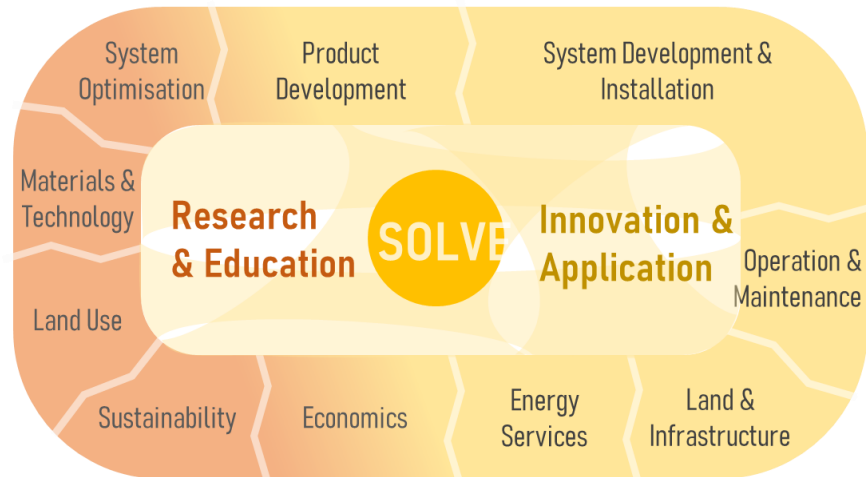 System
Optimisation
Product
Development
System Development &
Installation
Materials &
Technology
Research
& Education
SOLVE
Innovation &
Application
Operation &
Maintenance
Land Use
Sustainability
Economics
Energy
Services
Land &
Infrastructure